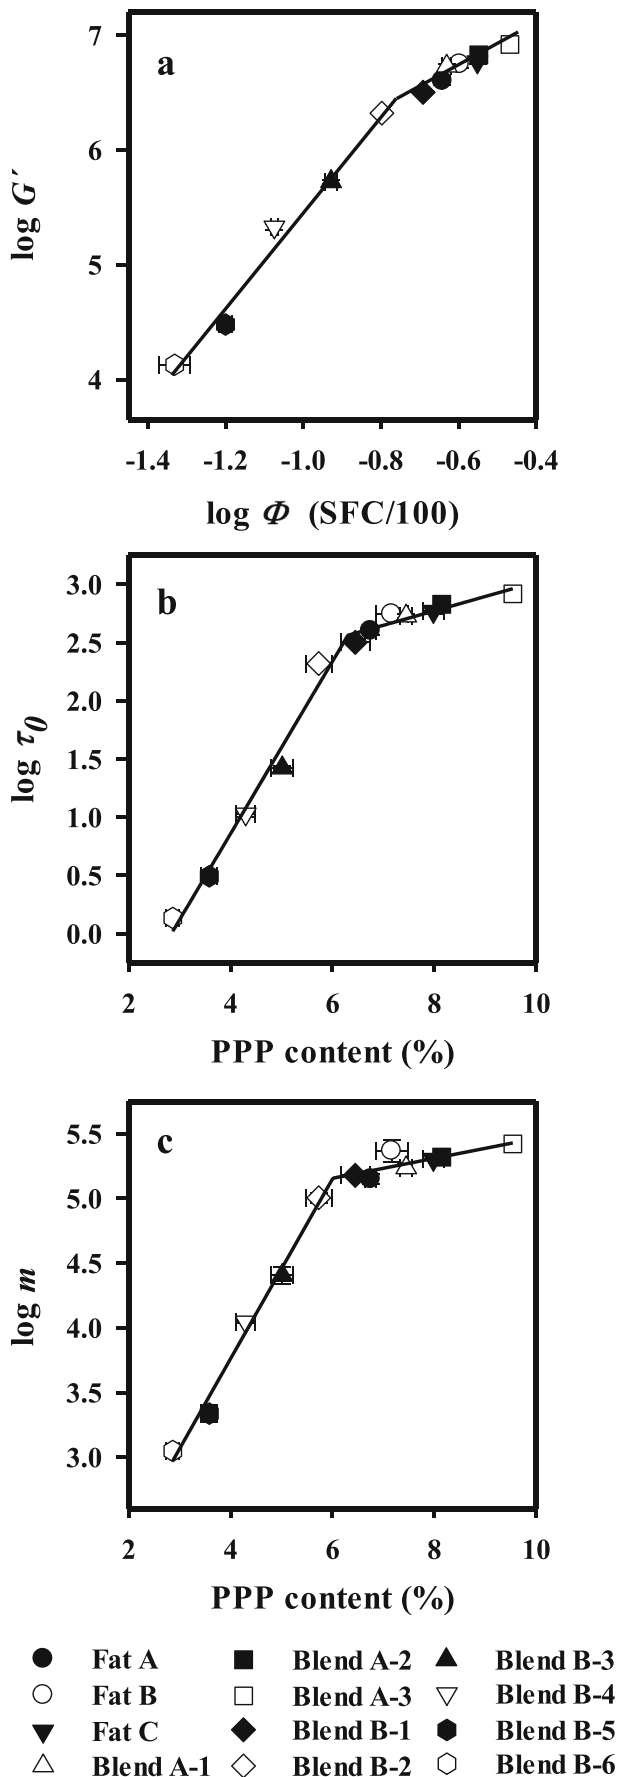 a
7
6
5
4
log G´
-1.4 -1.2 -1.0 -0.8 -0.6 -0.4
log Φ (SFC/100)
b
3.0
2.5
2.0
1.5
1.0
0.5
0.0
log τ0
2 4 6 8 10
PPP content (%)
c
5.5
5.0
4.5
4.0
3.5
3.0
log m
2 4 6 8 10
PPP content (%)
Fat A Blend A-2 Blend B-3
Fat B Blend A-3 Blend B-4
Fat C Blend B-1 Blend B-5
Blend A-1 Blend B-2 Blend B-6